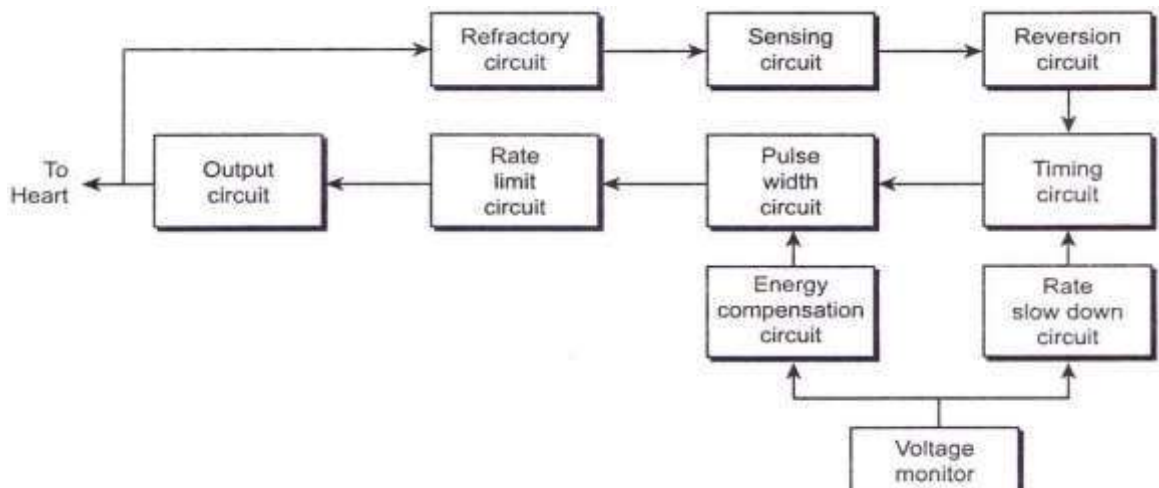 Refractory
circuit
Sensing
circuit
Reversion
circuit
To
Heart
Output
circuit
Rate
limit
circuit
Pulse
width
circuit
Timing
circuit
Energy
compensation
circuit
Rate
slow down
circuit
Voltage
monitor